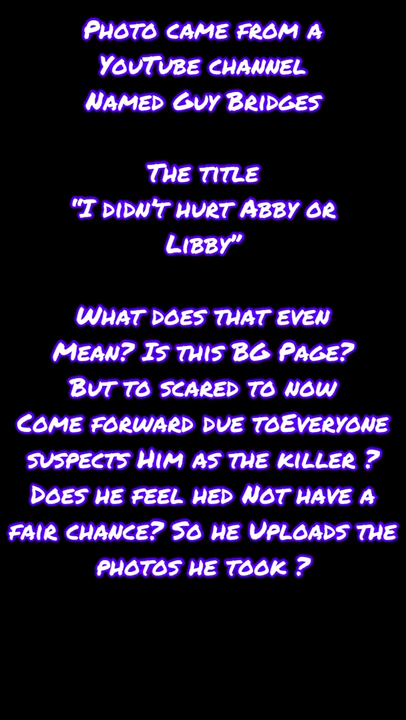 Photo came from a
YouTube channel
Named Guy Bridges
The title
"I didn't hurt Abby or
Libby"
What does that even
Mean? Is this BG Page?
But to scared to now
Come forward due toEveryone
suspects Him as the killer ?
Does he feel hed Not have a
fair chance? So he Uploads the
photos he took ?